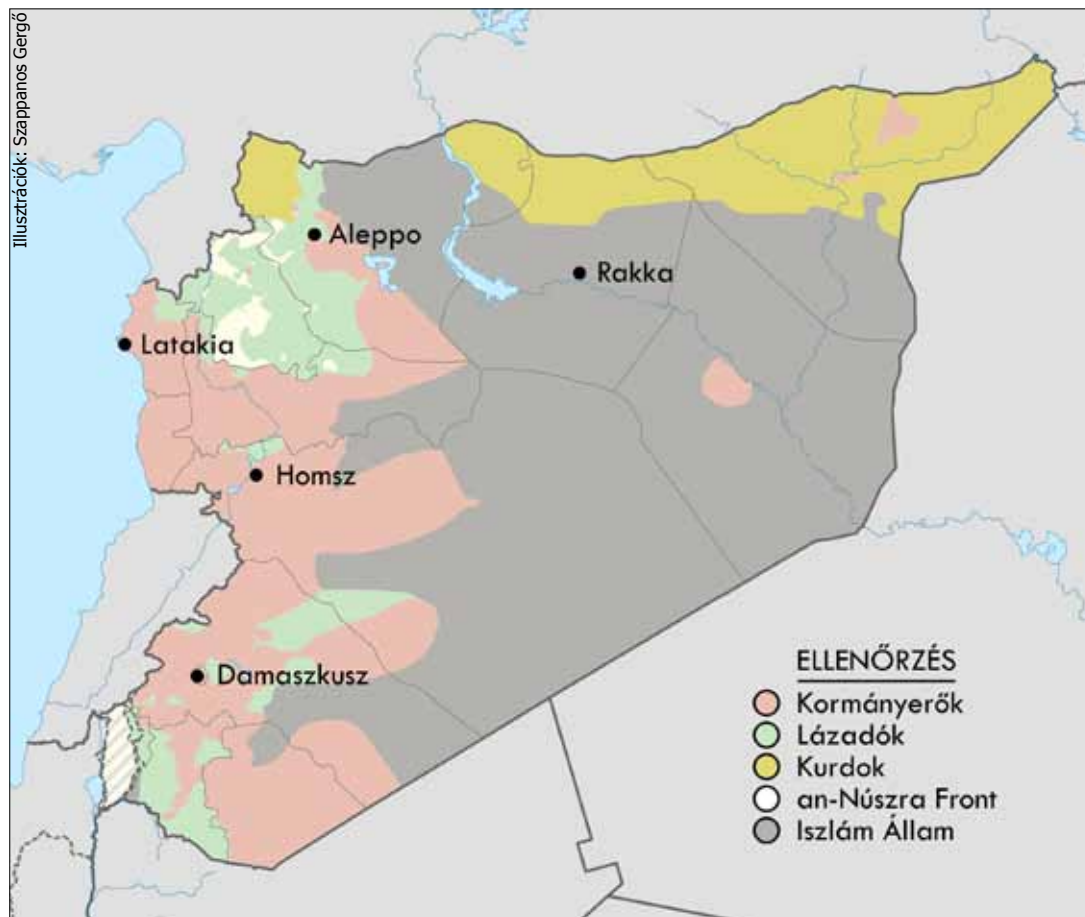 Illusztrációk: Szappanos Gergő
Aleppo
Rakka
Latakia
Homsz
Damaszkusz
ELLENŐRZÉS
Kormányerők
Lázadók
Kurdok
an-Núszra Front
Iszlám Állam